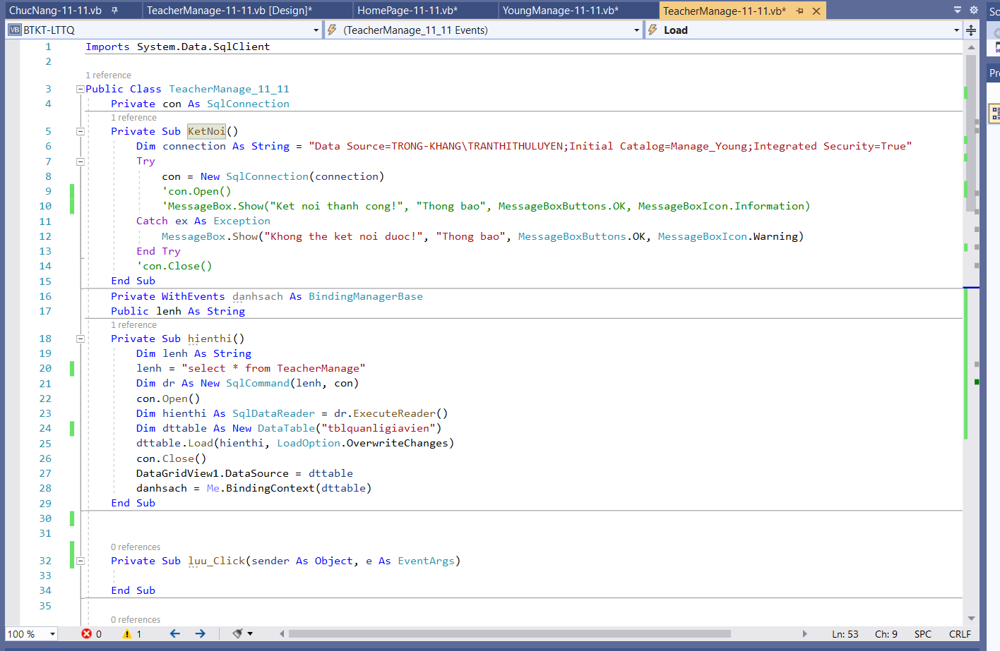 ChucNang-11-11.vb TeacherManage-11-11.vb [Design]* HomePage-11-11.vb* YoungManage-11-11.vb* TeacherManage-11-11.vb* So
VB BTKT-LTTQ (TeacherManage_11_11 Events) Load
Pr
1 Imports System.Data.SqlClient
2
1 reference
3 Public Class TeacherManage_11_11
4 Private con As SqlConnection
1 reference
5 Private Sub KetNoi()
6 Dim connection As String = "Data Source=TRONG-KHANG\TRANTHITHULUYEN;Initial Catalog=Manage_Young;Integrated Security=True"
7 Try
8 con = New SqlConnection(connection)
9 'con.Open()
10 'MessageBox.Show("Ket noi thanh cong!", "Thong bao", MessageBoxButtons.OK, MessageBoxIcon.Information)
11 Catch ex As Exception
12 MessageBox.Show("Khong the ket noi duoc!", "Thong bao", MessageBoxButtons.OK, MessageBoxIcon.Warning)
13 End Try
14 'con.Close()
15 End Sub
16 Private WithEvents danhsach As BindingManagerBase
17 Public lenh As String
1 reference
18 Private Sub hienthi()
19 Dim lenh As String
20 lenh = "select * from TeacherManage"
21 Dim dr As New SqlCommand(lenh, con)
22 con.Open()
23 Dim hienthi As SqlDataReader = dr.ExecuteReader()
24 Dim dttable As New DataTable("tblquanligiavien")
25 dttable.Load(hienthi, LoadOption.OverwriteChanges)
26 con.Close()
27 DataGridView1.DataSource = dttable
28 danhsach = Me.BindingContext(dttable)
29 End Sub
30
31
0 references
32 Private Sub luu_Click(sender As Object, e As EventArgs)
33
34 End Sub
35
0 references
100 % 0 1 Ln: 53 Ch: 9 SPC CRLF